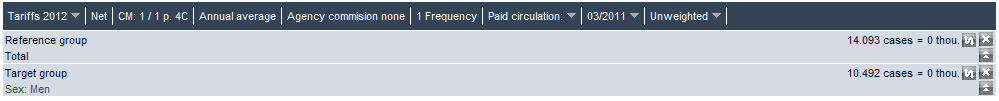 Tariffs 2012 Net CM: 1 / 1 p. 4C Annual average Agency commision none 1 Frequency Paid circulation: 03/2011 Unweighted
Reference group 14.093 cases = 0 thou.
Total
Target group 10.492 cases = 0 thou.
Sex: Men